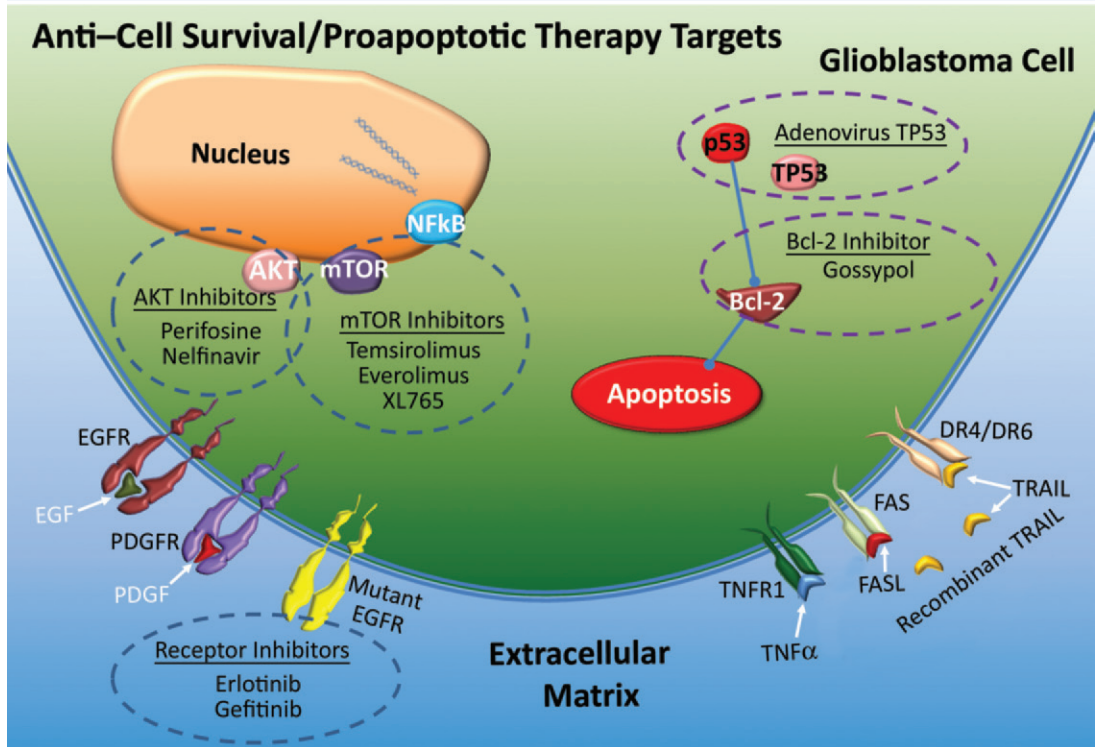 Anti–Cell Survival/Proapoptotic Therapy Targets
Glioblastoma Cell
Nucleus
NFkB
AKT
mTOR
AKT Inhibitors
Perifosine
Nelfinavir
mTOR Inhibitors
Temsirolimus
Everolimus
XL765
p53
Adenovirus TP53
TP53
Bcl-2 Inhibitor
Gossypol
Bcl-2
Apoptosis
EGFR
EGF
PDGFR
PDGF
Mutant
EGFR
Receptor Inhibitors
Erlotinib
Gefitinib
Extracellular
Matrix
TNFR1
TNFα
FAS
FASL
DR4/DR6
TRAIL
Recombinant TRAIL